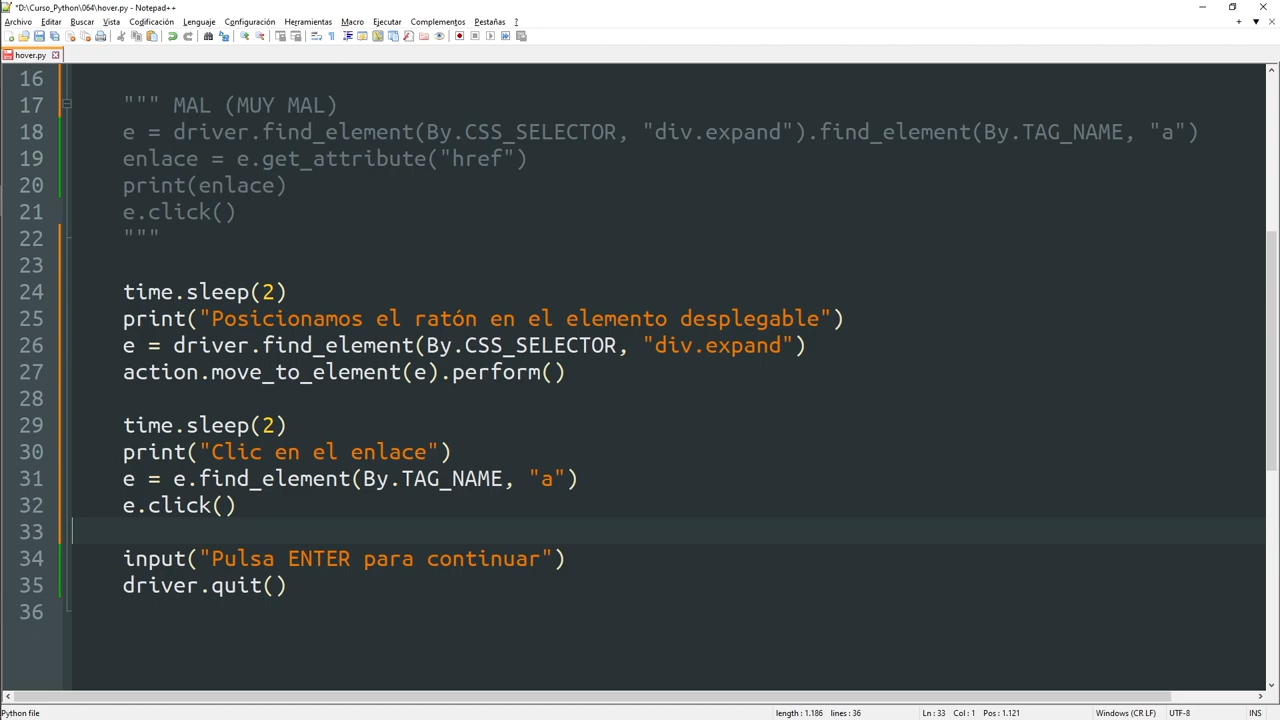 *D:\Curso_Python\064\hover.py - Notepad++
Archivo Editar Buscar Vista Codificación Lenguaje Configuración Herramientas Macro Ejecutar Complementos Pestañas ?
hover.py
16
17 """ MAL (MUY MAL)
18 e = driver.find_element(By.CSS_SELECTOR, "div.expand").find_element(By.TAG_NAME, "a")
19 enlace = e.get_attribute("href")
20 print(enlace)
21 e.click()
22 """
23
24 time.sleep(2)
25 print("Posicionamos el ratón en el elemento desplegable")
26 e = driver.find_element(By.CSS_SELECTOR, "div.expand")
27 action.move_to_element(e).perform()
28
29 time.sleep(2)
30 print("Clic en el enlace")
31 e = e.find_element(By.TAG_NAME, "a")
32 e.click()
33
34 input("Pulsa ENTER para continuar")
35 driver.quit()
36
Python file length : 1.186 lines : 36 Ln : 33 Col : 1 Pos : 1.121 Windows (CR LF) UTF-8 INS